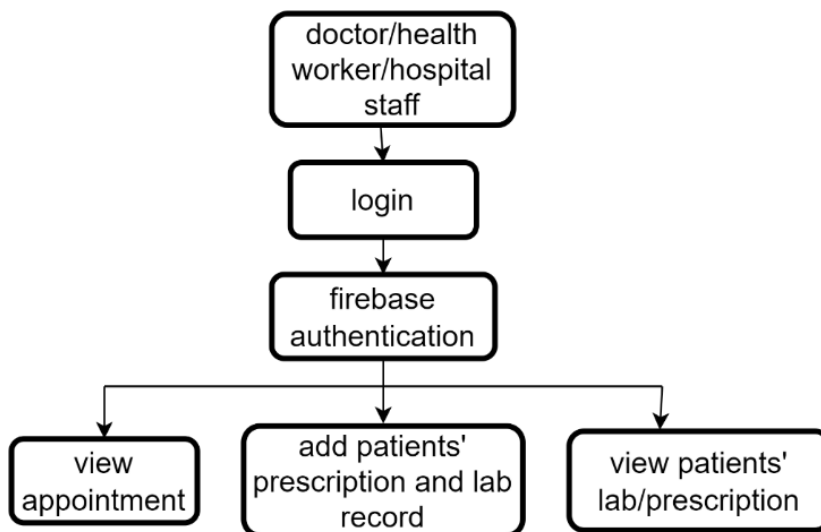 doctor/health
worker/hospital
staff
login
firebase
authentication
view
appointment
add patients'
prescription and lab
record
view patients'
lab/prescription